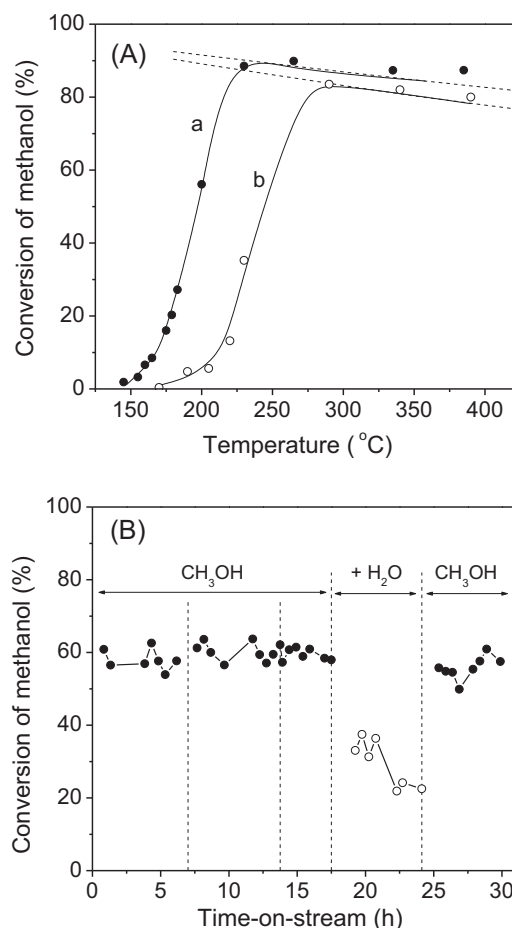 (A)
Conversion of methanol (%)
100
80
60
40
20
0
a
b
150 200 250 300 350 400
Temperature ( °C)
(B)
Conversion of methanol (%)
100
80
60
40
20
0
CH₃OH + H₂O CH₃OH
0 5 10 15 20 25 30
Time-on-stream (h)